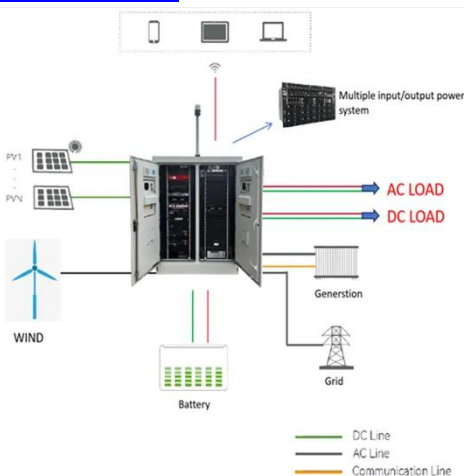 Multiple input/output power
system
PV1
PVN
AC LOAD
DC LOAD
WIND
Generstion
Grid
Battery
DC Line
AC Line
Communication Line